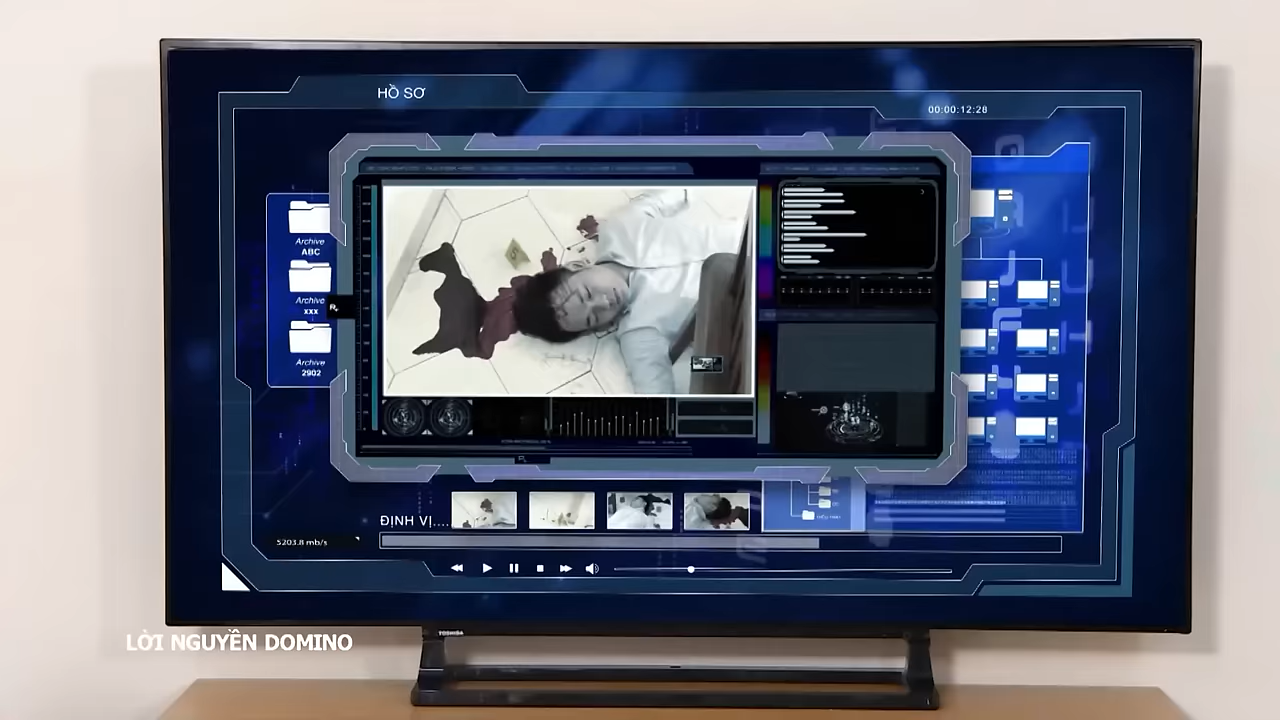 HỒ SƠ
00:00:12:28
Archive
ABC
Archive
xxx
Archive
2902
ĐỊNH VỊ....
5203.8 mb/s
TOSHIBA
LỜI NGUYỀN DOMINO